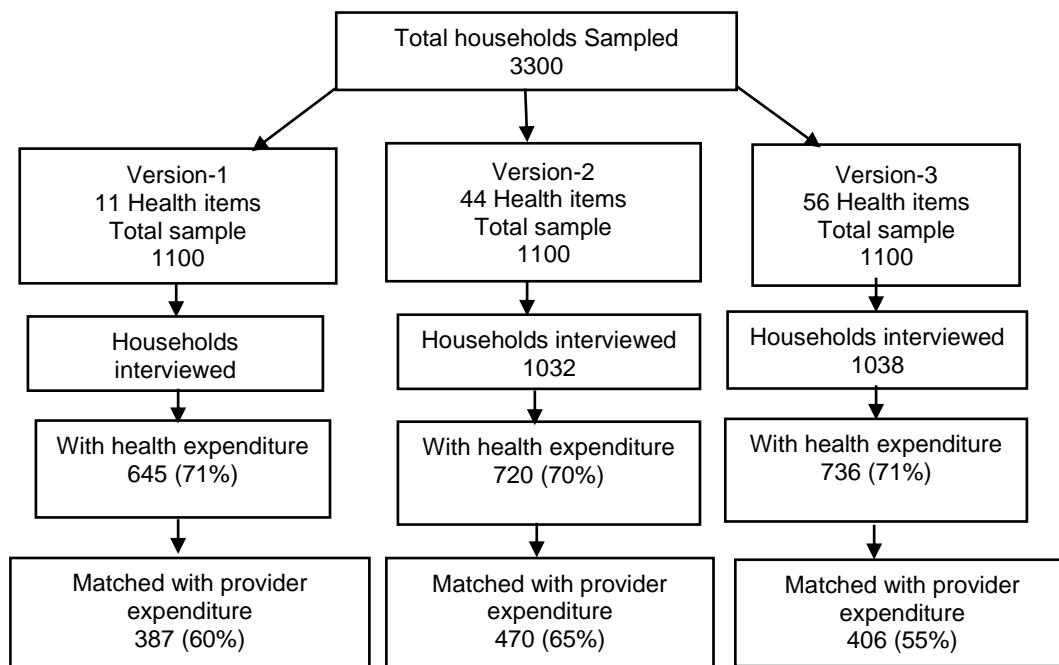 Total households Sampled
3300
Version-1
11 Health items
Total sample
1100
Version-2
44 Health items
Total sample
1100
Version-3
56 Health items
Total sample
1100
Households
interviewed
Households interviewed
1032
Households interviewed
1038
With health expenditure
645 (71%)
With health expenditure
720 (70%)
With health expenditure
736 (71%)
Matched with provider
expenditure
387 (60%)
Matched with provider
expenditure
470 (65%)
Matched with provider
expenditure
406 (55%)